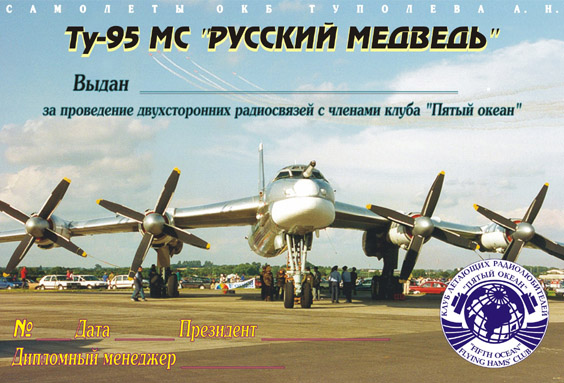 САМОЛЕТЫ ОКБ ТУПОЛЕВА А. Н.
Ту-95 МС "РУССКИЙ МЕДВЕДЬ"
Выдан
за проведение двухсторонних радиосвязей с членами клуба "Пятый океан"
№ Дата Президент
Дипломный менеджер
КЛУБ ЛЕТАЮЩИХ РАДИОЛЮБИТЕЛЕЙ
"ПЯТЫЙ ОКЕАН"
"FIFTH OCEAN"
FLYING HAMS' CLUB